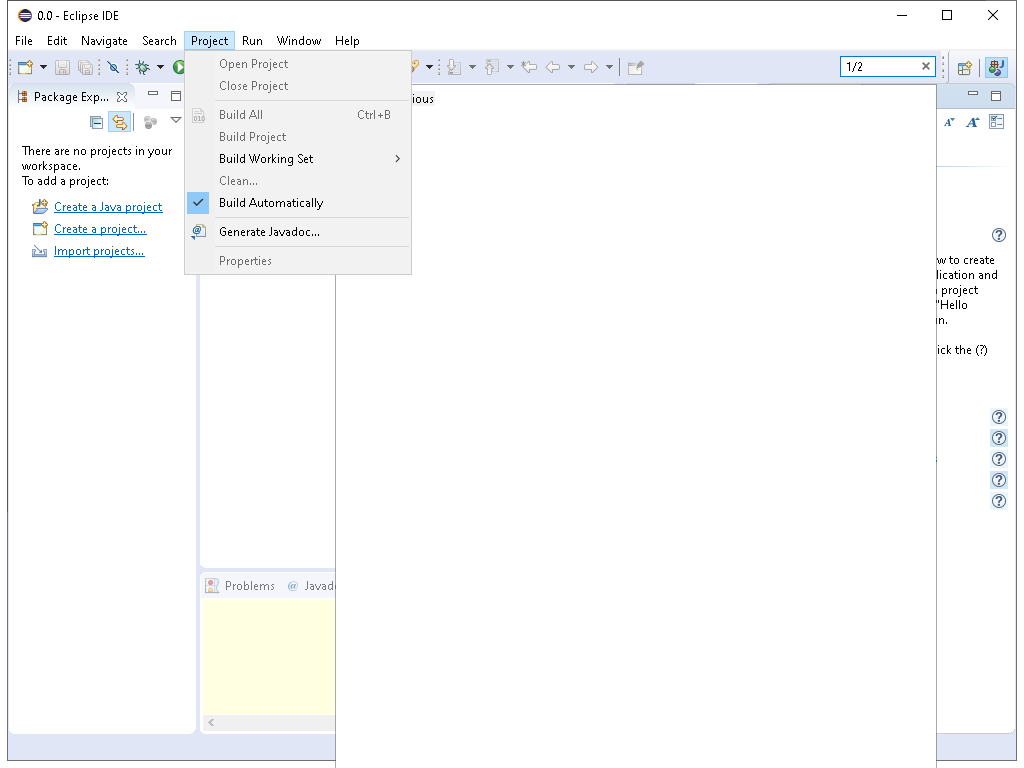 0.0 - Eclipse IDE
File Edit Navigate Search Project Run Window Help
1/2
Package Exp...
There are no projects in your
workspace.
To add a project:
Create a Java project
Create a project...
Import projects...
Open Project
Close Project
Build All Ctrl+B
Build Project
Build Working Set
Clean...
Build Automatically
Generate Javadoc...
Properties
ious
w to create
lication and
project
"Hello
n.
ick the (?)
Problems @ Javad